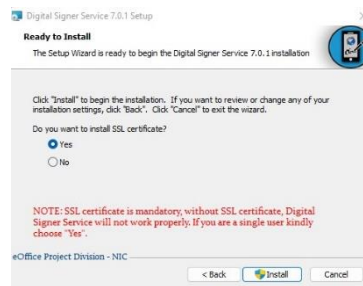 Digital Signer Service 7.0.1 Setup
Ready to Install
The Setup Wizard is ready to begin the Digital Signer Service 7.0.1 installation
Click "Install" to begin the installation. If you want to review or change any of your
installation settings, click "Back". Click "Cancel" to exit the wizard.
Do you want to install SSL certificate?
Yes
No
NOTE: SSL certificate is mandatory, without SSL certificate, Digital
Signer Service will not work properly. If you are a single user kindly
choose "Yes".
eOffice Project Division - NIC
< Back
Install
Cancel